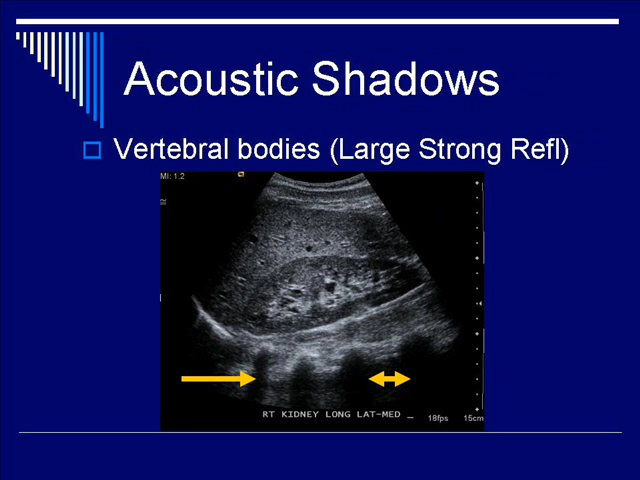 Acoustic Shadows
Vertebral bodies (Large Strong Refl)
MI: 1.2
RT KIDNEY LONG LAT-MED _
18fps 15cm